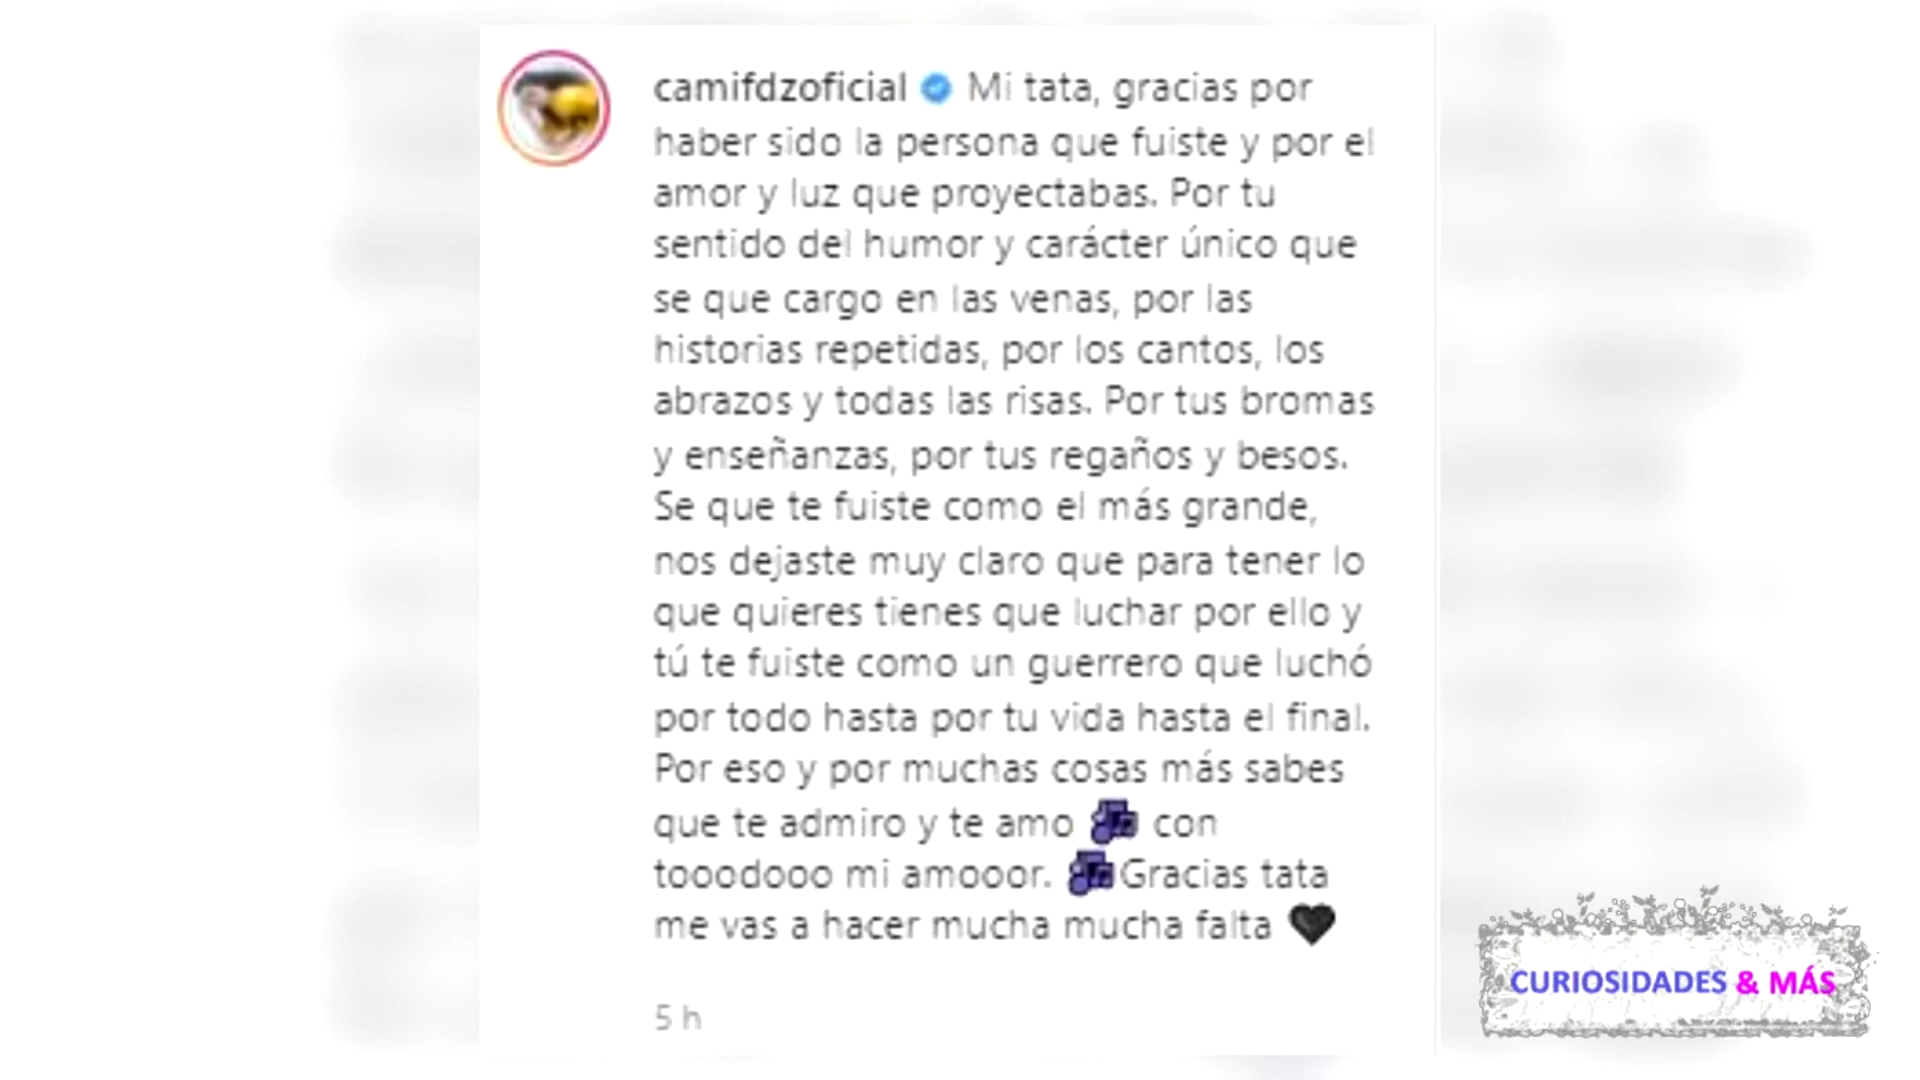 camifdzoficial Mi tata, gracias por
haber sido la persona que fuiste y por el
amor y luz que proyectabas. Por tu
sentido del humor y carácter único que
se que cargo en las venas, por las
historias repetidas, por los cantos, los
abrazos y todas las risas. Por tus bromas
y enseñanzas, por tus regaños y besos.
Se que te fuiste como el más grande,
nos dejaste muy claro que para tener lo
que quieres tienes que luchar por ello y
tú te fuiste como un guerrero que luchó
por todo hasta por tu vida hasta el final.
Por eso y por muchas cosas más sabes
que te admiro y te amo 🎶 con
tooodooo mi amooor. 🎶Gracias tata
me vas a hacer mucha mucha falta 🖤
5 h
CURIOSIDADES & MÁS